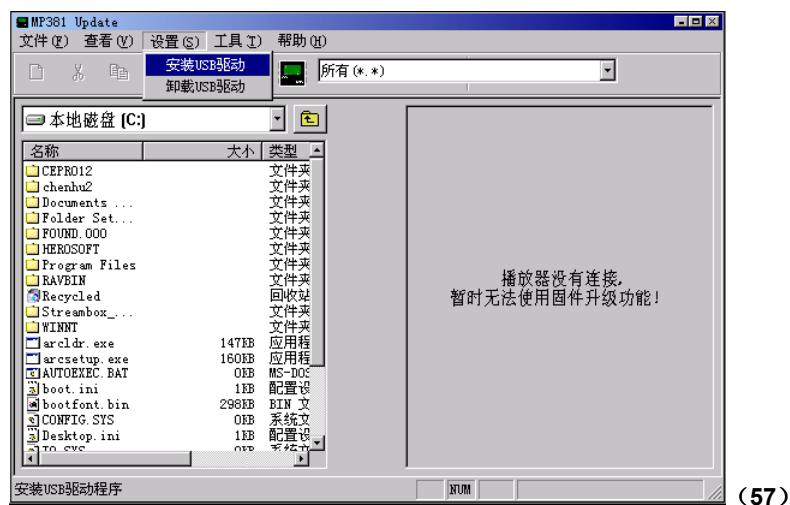 MP381 Update
文件(F) 查看(V) 设置(S) 工具(T) 帮助(H)
安装USB驱动
卸载USB驱动
所有(*.*)
本地磁盘 (C:)
名称 大小 类型
CEPRO12 文件夹
chenhu2 文件夹
Documents ... 文件夹
Folder Set... 文件夹
FOUND.000 文件夹
HEROSOFT 文件夹
Program Files 文件夹
RAVBIN 文件夹
Recycled 回收站
Streambox_... 文件夹
WINNT 文件夹
arcldr.exe 147KB 应用程
arcsetup.exe 160KB 应用程
AUTOEXEC.BAT 0KB MS-DOS
boot.ini 1KB 配置设
bootfont.bin 298KB BIN 文
CONFIG.SYS 0KB 系统文
Desktop.ini 1KB 配置设
IO.SYS 0KB 系统文
播放器没有连接,
暂时无法使用固件升级功能!
安装USB驱动程序 NUM
(57)